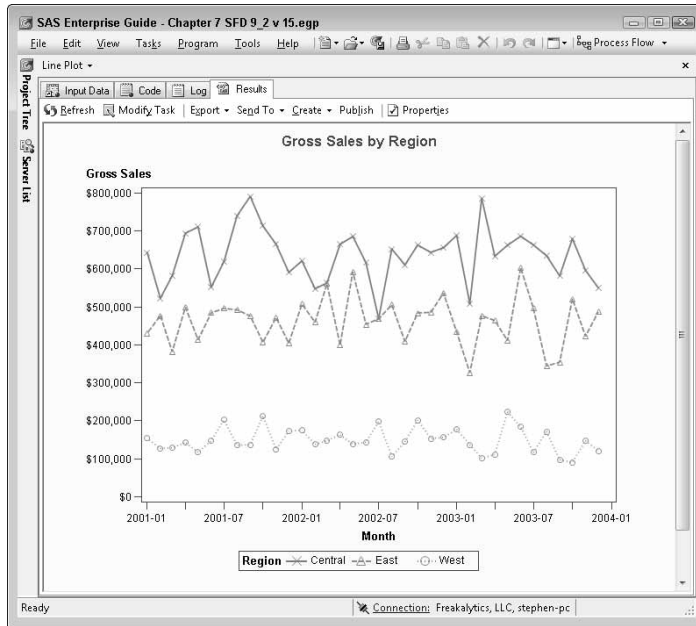 SAS Enterprise Guide - Chapter 7 SFD 9_2 v 15.egp
File Edit View Tasks Program Tools Help Process Flow
Line Plot
Project Tree
Server List
Input Data Code Log Results
Refresh Modify Task Export Send To Create Publish Properties
Gross Sales by Region
Gross Sales
$800,000
$700,000
$600,000
$500,000
$400,000
$300,000
$200,000
$100,000
$0
2001-01 2001-07 2002-01 2002-07 2003-01 2003-07 2004-01
Month
Region Central East West
Ready Connection: Freakalytics, LLC, stephen-pc